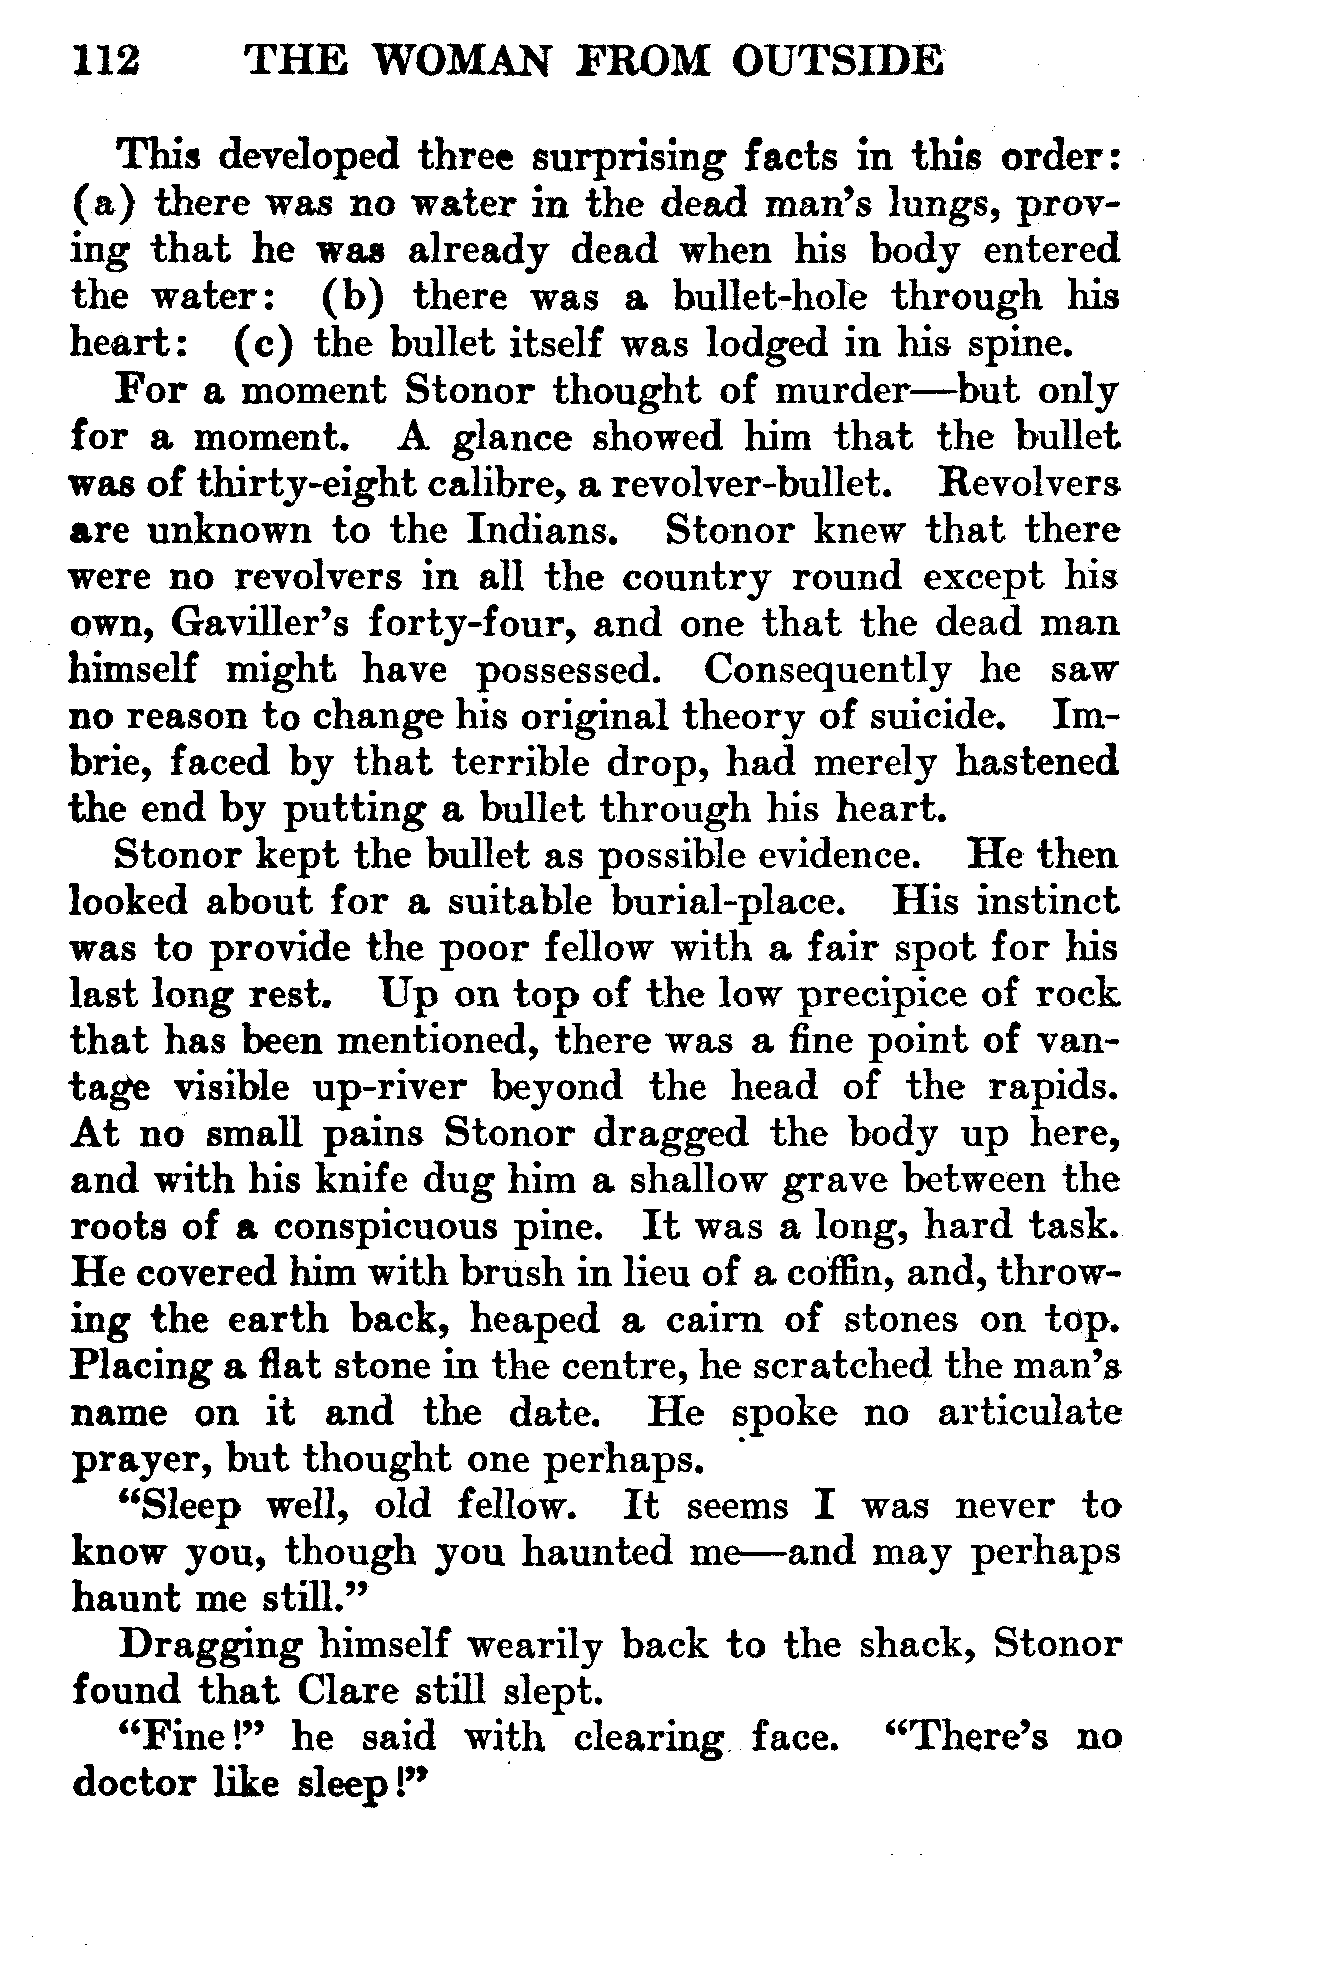 112 THE WOMAN FROM OUTSIDE
This developed three surprising facts in this order:
(a) there was no water in the dead man's lungs, prov-
ing that he was already dead when his body entered
the water: (b) there was a bullet-hole through his
heart: (c) the bullet itself was lodged in his spine.
For a moment Stonor thought of murder—but only
for a moment. A glance showed him that the bullet
was of thirty-eight calibre, a revolver-bullet. Revolvers
are unknown to the Indians. Stonor knew that there
were no revolvers in all the country round except his
own, Gaviller's forty-four, and one that the dead man
himself might have possessed. Consequently he saw
no reason to change his original theory of suicide. Im-
brie, faced by that terrible drop, had merely hastened
the end by putting a bullet through his heart.
Stonor kept the bullet as possible evidence. He then
looked about for a suitable burial-place. His instinct
was to provide the poor fellow with a fair spot for his
last long rest. Up on top of the low precipice of rock
that has been mentioned, there was a fine point of van-
tage visible up-river beyond the head of the rapids.
At no small pains Stonor dragged the body up here,
and with his knife dug him a shallow grave between the
roots of a conspicuous pine. It was a long, hard task.
He covered him with brush in lieu of a coffin, and, throw-
ing the earth back, heaped a cairn of stones on top.
Placing a flat stone in the centre, he scratched the man's
name on it and the date. He spoke no articulate
prayer, but thought one perhaps.
"Sleep well, old fellow. It seems I was never to
know you, though you haunted me—and may perhaps
haunt me still."
Dragging himself wearily back to the shack, Stonor
found that Clare still slept.
"Fine!" he said with clearing face. "There's no
doctor like sleep!"